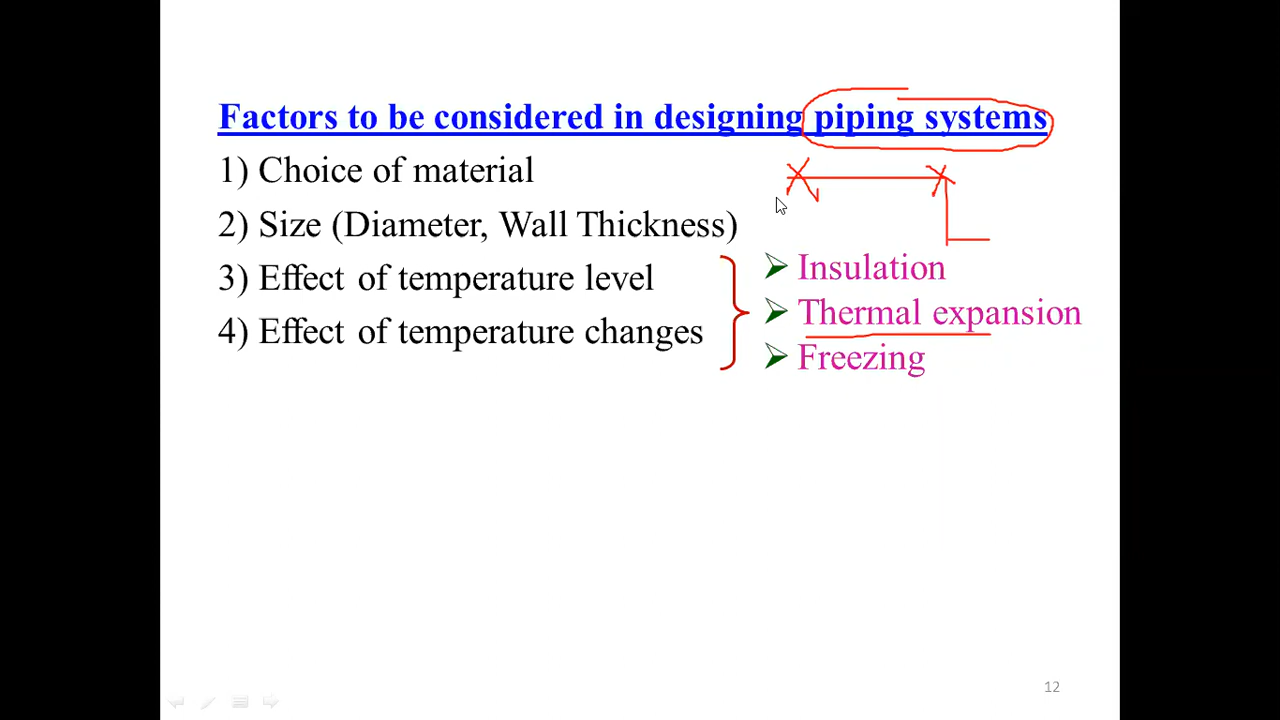 Factors to be considered in designing piping systems
1) Choice of material
2) Size (Diameter, Wall Thickness)
3) Effect of temperature level
4) Effect of temperature changes
Insulation
Thermal expansion
Freezing
12